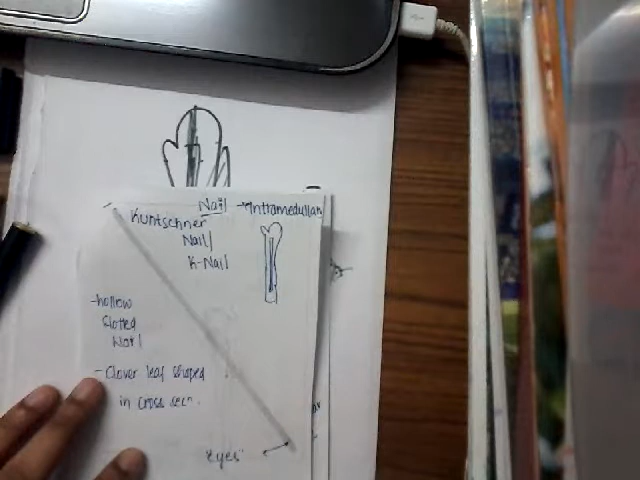 Nail - Intramedullary
Kuntschner
Nail/
K-Nail
-hollow
Slotted
Nail
- Clover leaf shaped
in cross secn.
'eyes'